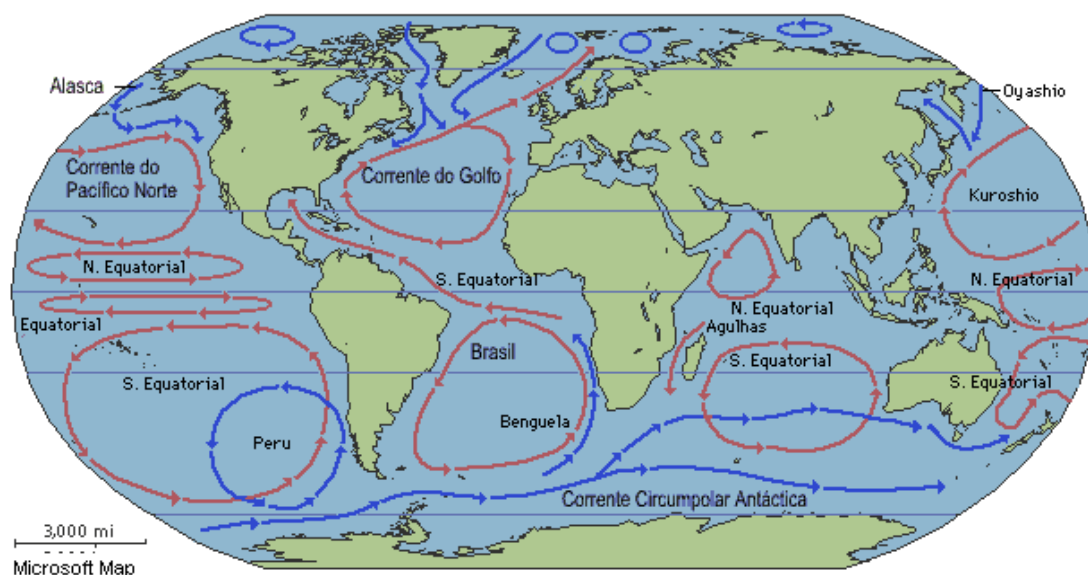 Alasca
Oyashio
Corrente do
Pacífico Norte
Corrente do Golfo
Kuroshio
N. Equatorial
S. Equatorial
N. Equatorial
N. Equatorial
Equatorial
Agulhas
Brasil
S. Equatorial
S. Equatorial
S. Equatorial
Peru
Benguela
Corrente Circumpolar Antáctica
3,000 mi
Microsoft Map